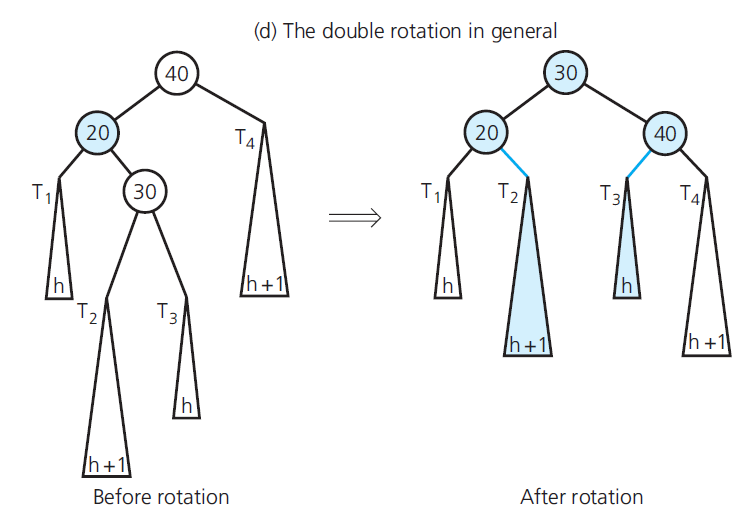 (d) The double rotation in general
40
20
T4
T1
30
h
h+1
T2
T3
h
h+1
Before rotation
30
20
40
T1
T2
T3
T4
h
h
h+1
h+1
After rotation